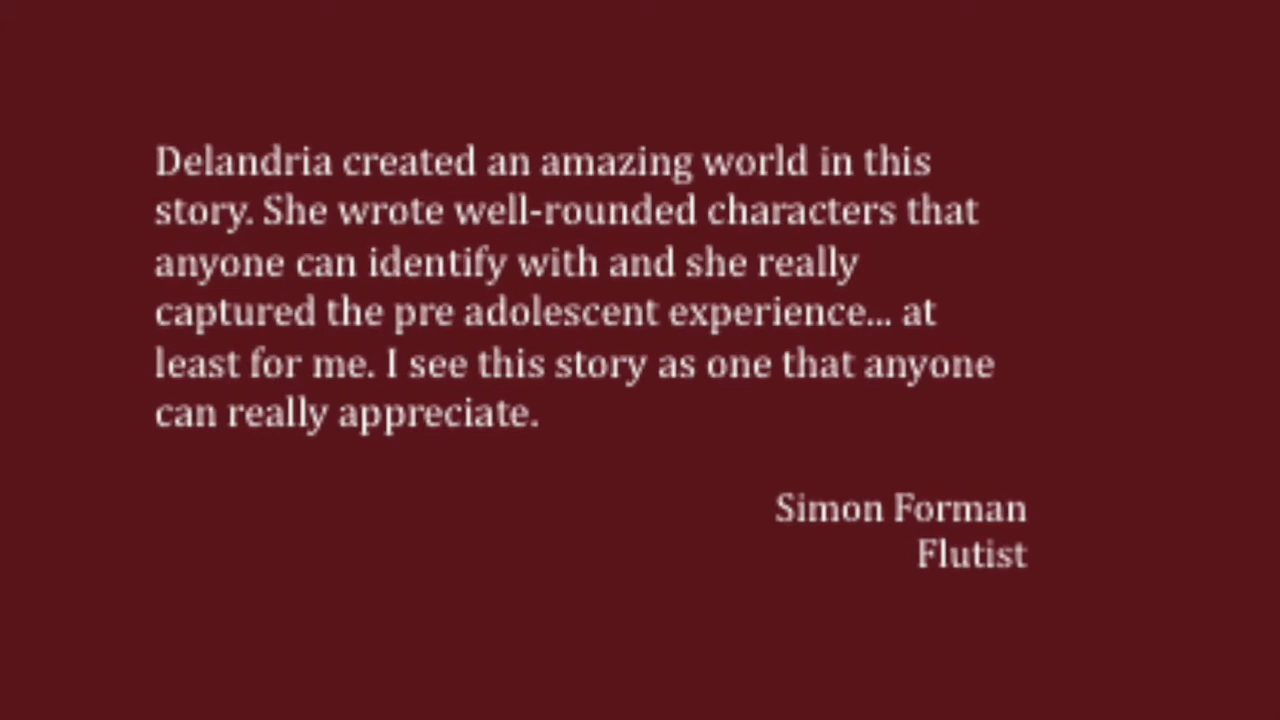 Delandria created an amazing world in this
story. She wrote well-rounded characters that
anyone can identify with and she really
captured the pre adolescent experience... at
least for me. I see this story as one that anyone
can really appreciate.
Simon Forman
Flutist